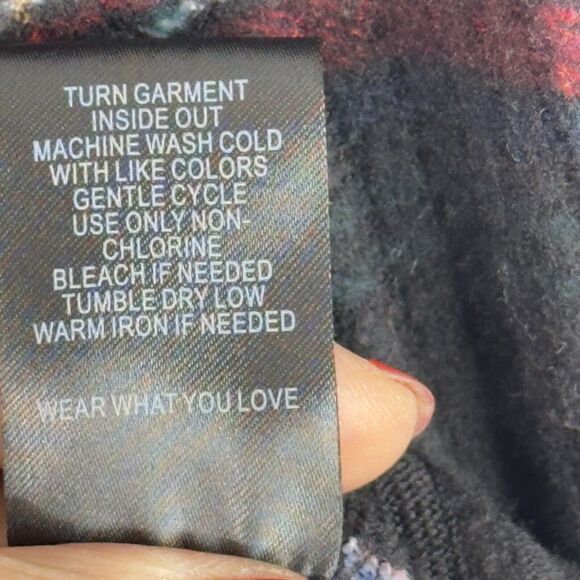 TURN GARMENT
INSIDE OUT
MACHINE WASH COLD
WITH LIKE COLORS
GENTLE CYCLE
USE ONLY NON-
CHLORINE
BLEACH IF NEEDED
TUMBLE DRY LOW
WARM IRON IF NEEDED
WEAR WHAT YOU LOVE